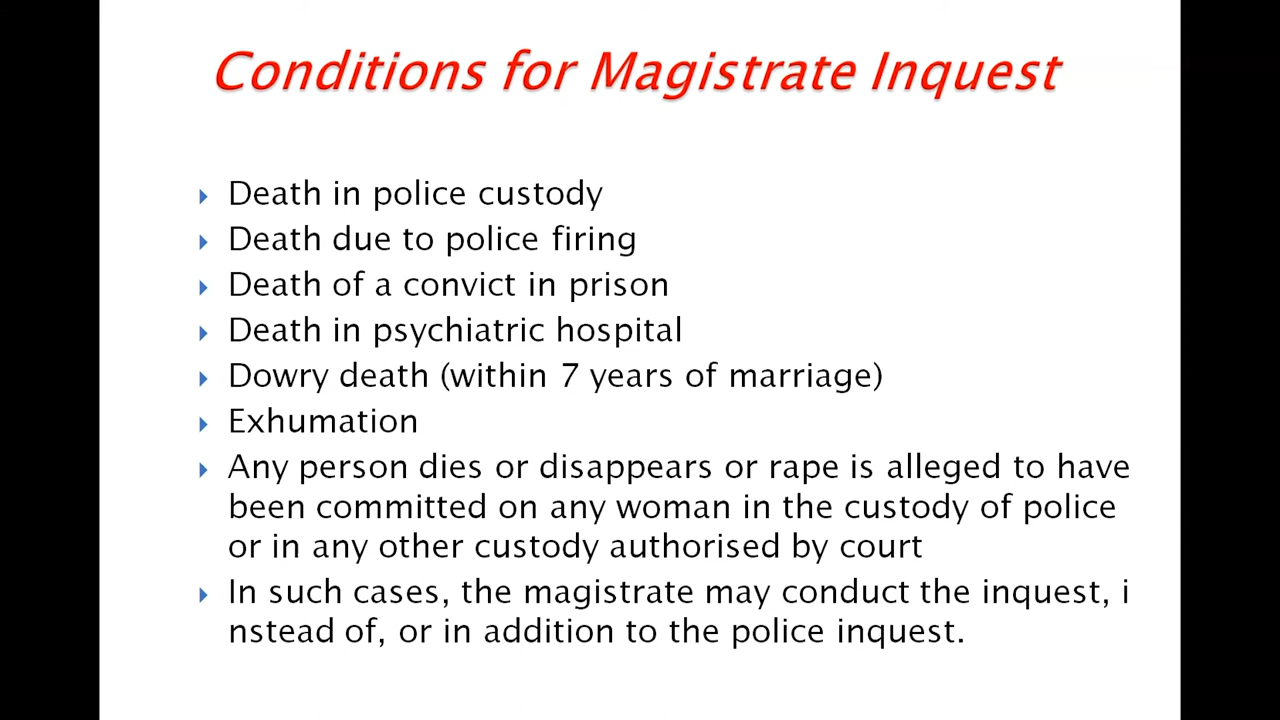 Conditions for Magistrate Inquest
Death in police custody
Death due to police firing
Death of a convict in prison
Death in psychiatric hospital
Dowry death (within 7 years of marriage)
Exhumation
Any person dies or disappears or rape is alleged to have
been committed on any woman in the custody of police
or in any other custody authorised by court
In such cases, the magistrate may conduct the inquest, i
nstead of, or in addition to the police inquest.